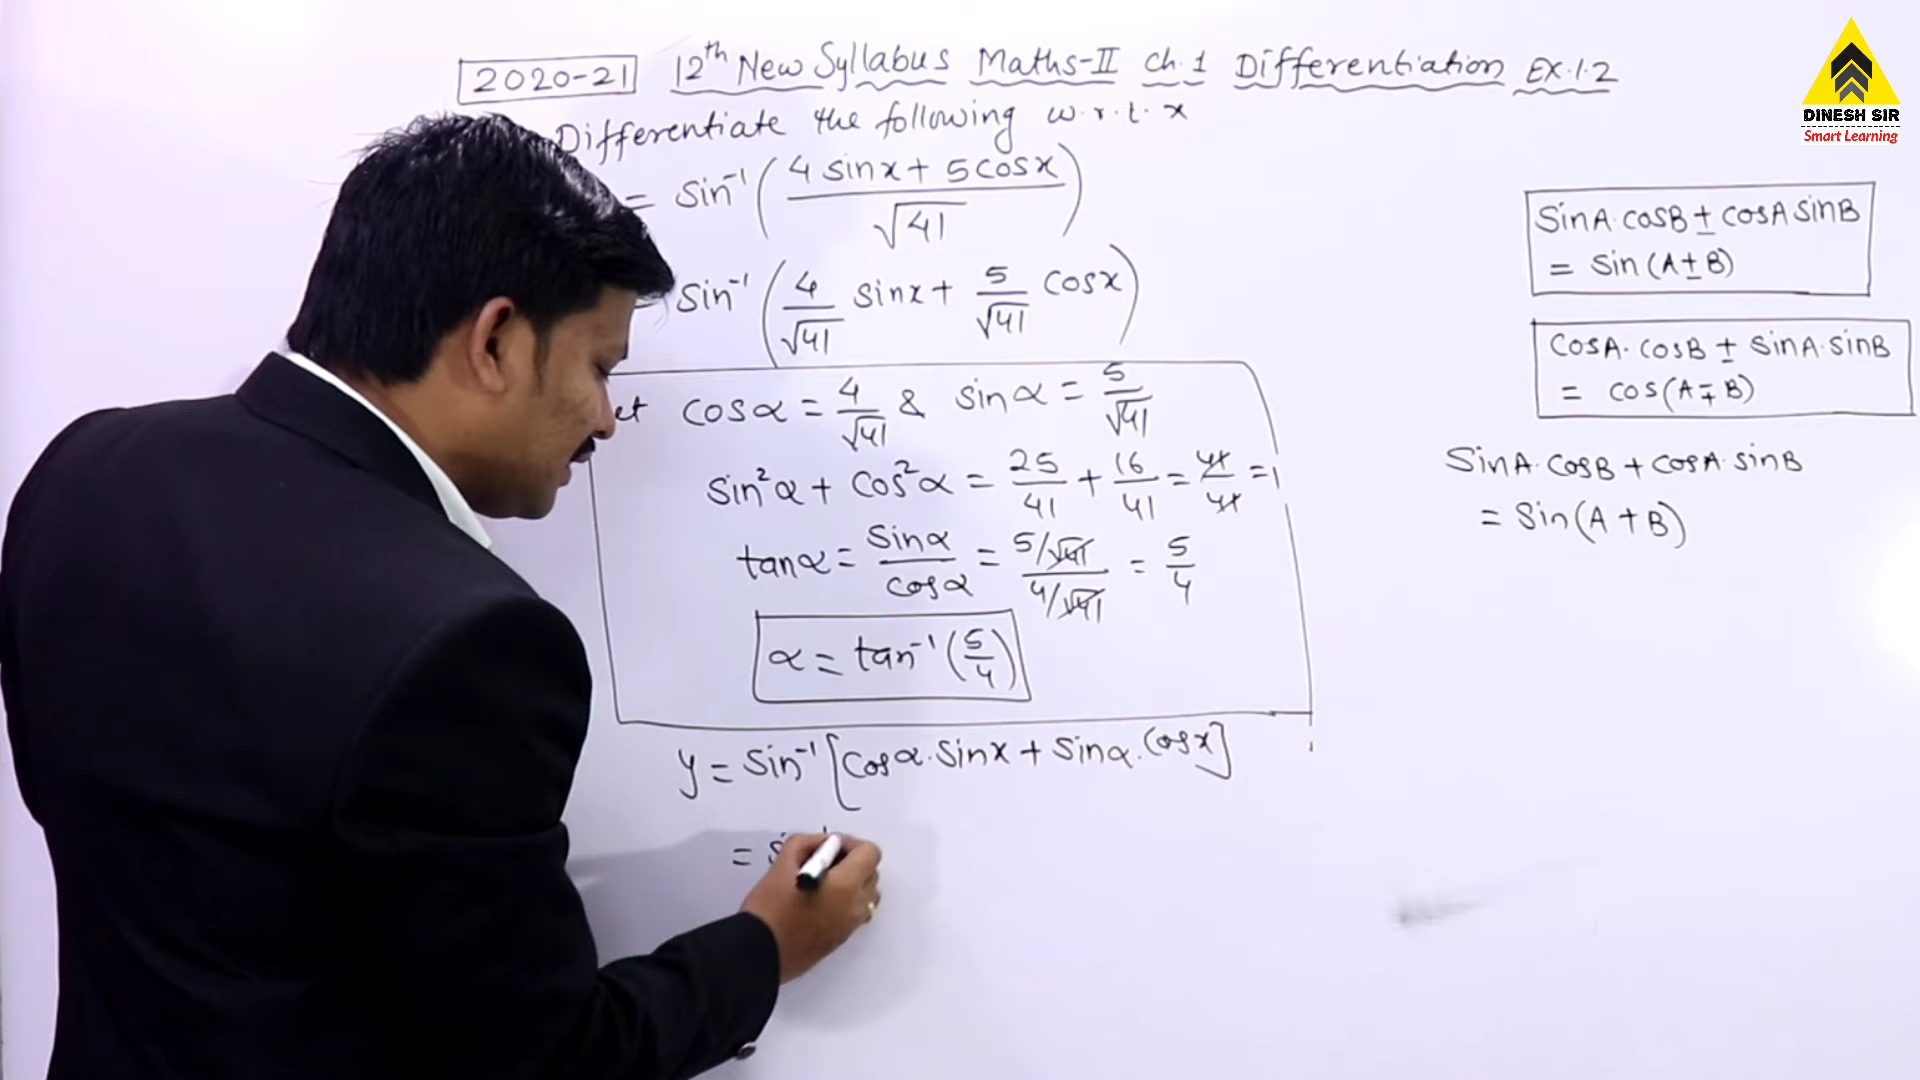 2020-21 12th New Syllabus Maths-II ch.1 Differentiation Ex.1.2
Differentiate the following w.r.t. x
= sin⁻¹(4 sinx + 5 cosx / √41)
= sin⁻¹(4/√41 sinx + 5/√41 cosx)
et cosα = 4/√41 & sinα = 5/√41
sin²α + cos²α = 25/41 + 16/41 = 41/41 = 1
tanα = sinα/cosα = 5/√41 / 4/√41 = 5/4
α = tan⁻¹(5/4)
y = sin⁻¹[cosα.sinx + sinα.cosx]
= s
SinA.cosB ± cosA sinB
= sin(A±B)
cosA.cosB ± sinA.sinB
= cos(A∓B)
SinA.cosB + cosA.sinB
= sin(A+B)
DINESH SIR
Smart Learning